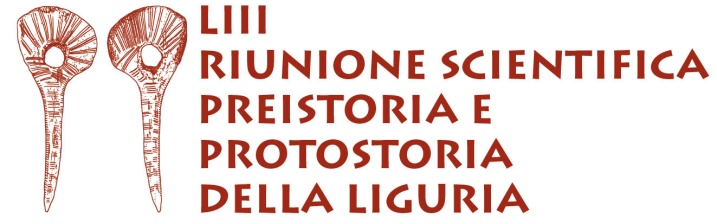 LIII
RIUNIONE SCIENTIFICA
PREISTORIA E
PROTOSTORIA
DELLA LIGURIA